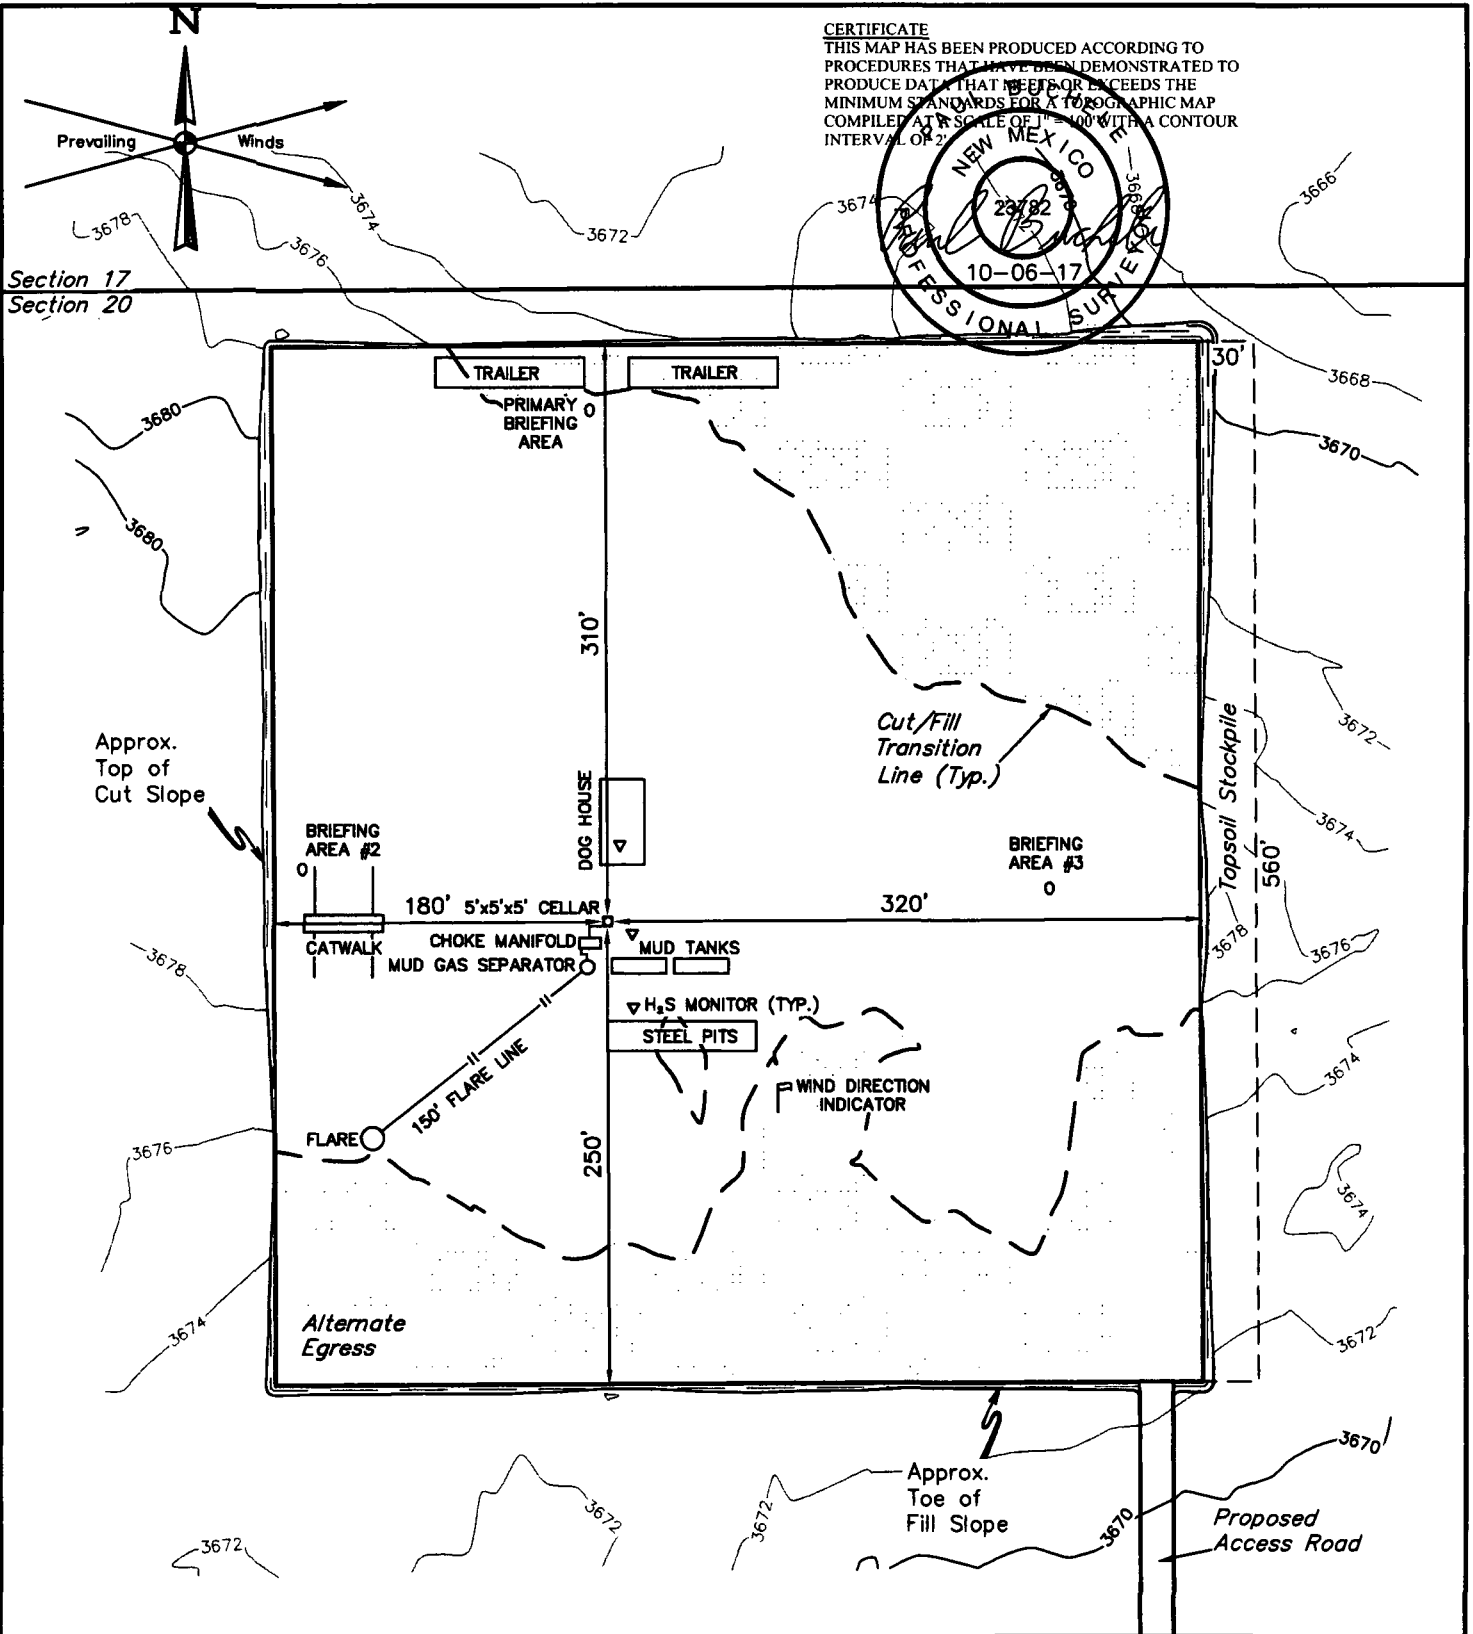 N
Prevailing Winds
CERTIFICATE
THIS MAP HAS BEEN PRODUCED ACCORDING TO
PROCEDURES THAT HAVE BEEN DEMONSTRATED TO
PRODUCE DATA THAT MEETS OR EXCEEDS THE
MINIMUM STANDARDS FOR A TOPOGRAPHIC MAP
COMPILED AT A SCALE OF 1" = 100' WITH A CONTOUR
INTERVAL OF 2'
PAUL BUCHELE
NEW MEXICO
23782
10-06-17
PROFESSIONAL SURVEYOR
3678
3674
3676
3672
3674
3670
3668
3666
Section 17
Section 20
30'
TRAILER
TRAILER
PRIMARY
BRIEFING
AREA
3680
3668
3670
3680
310'
Cut/Fill
Transition
Line (Typ.)
Approx.
Top of
Cut Slope
Topsoil Stockpile
3672
3674
560'
DOG HOUSE
BRIEFING
AREA #2
BRIEFING
AREA #3
180'
5'x5'x5' CELLAR
320'
CATWALK
CHOKE MANIFOLD
MUD GAS SEPARATOR
MUD TANKS
3678
3678
3676
H2S MONITOR (TYP.)
STEEL PITS
150' FLARE LINE
WIND DIRECTION
INDICATOR
3674
FLARE
250'
3676
3674
Alternate
Egress
3674
3672
Approx.
Toe of
Fill Slope
3670
3672
3672
3672
3670
Proposed
Access Road